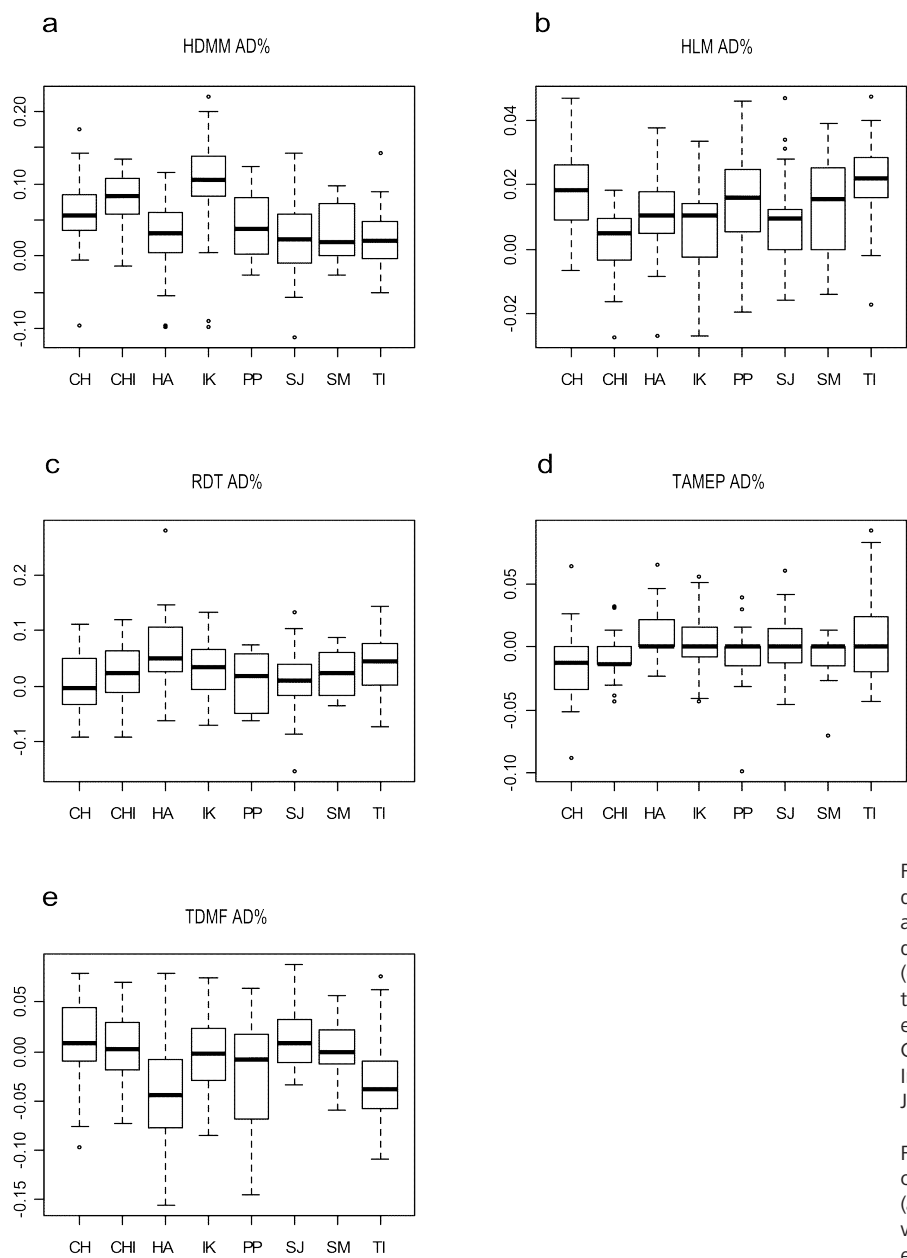 a
HDMM AD%
0.20
0.10
0.00
-0.10
CH CHI HA IK PP SJ SM TI
b
HLM AD%
0.04
0.02
0.00
-0.02
CH CHI HA IK PP SJ SM TI
c
RDT AD%
0.2
0.1
0.0
-0.1
CH CHI HA IK PP SJ SM TI
d
TAMEP AD%
0.05
0.00
-0.05
-0.10
CH CHI HA IK PP SJ SM TI
e
TDMF AD%
0.05
0.00
-0.05
-0.10
-0.15
CH CHI HA IK PP SJ SM TI